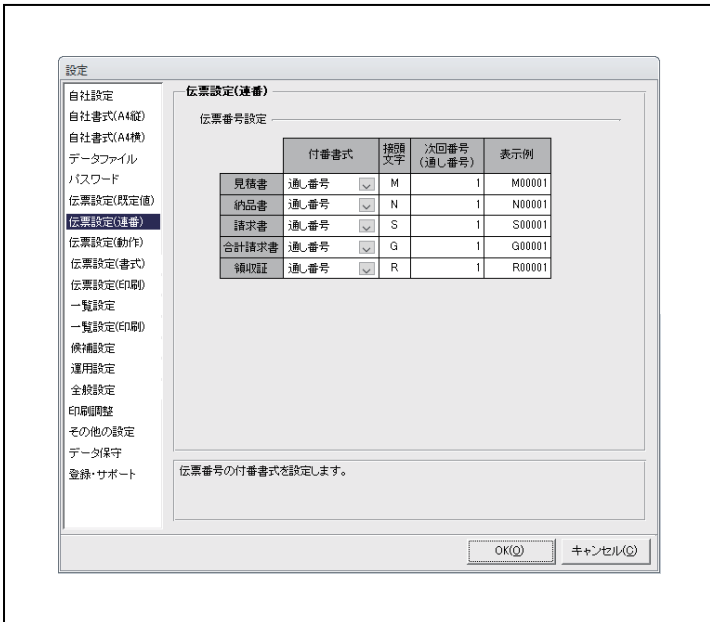 設定
自社設定
自社書式(A4縦)
自社書式(A4横)
データファイル
パスワード
伝票設定(既定値)
伝票設定(連番)
伝票設定(動作)
伝票設定(書式)
伝票設定(印刷)
一覧設定
一覧設定(印刷)
候補設定
運用設定
全般設定
印刷調整
その他の設定
データ保守
登録・サポート
伝票設定(連番)
伝票番号設定
付番書式 接頭文字 次回番号(通し番号) 表示例
見積書 通し番号 M 1 M00001
納品書 通し番号 N 1 N00001
請求書 通し番号 S 1 S00001
合計請求書 通し番号 G 1 G00001
領収証 通し番号 R 1 R00001
伝票番号の付番書式を設定します。
OK(O) キャンセル(C)